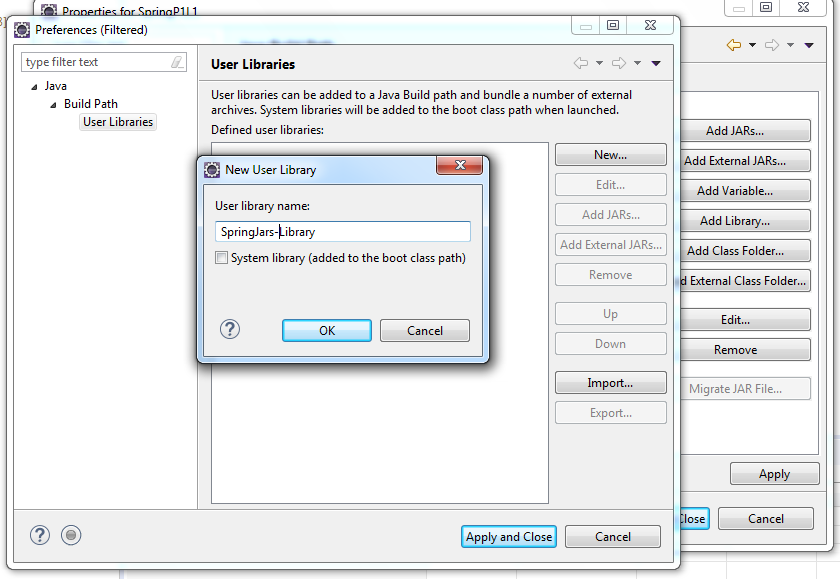 Properties for SpringP1L1
Preferences (Filtered)
type filter text
Java
Build Path
User Libraries
User Libraries
User libraries can be added to a Java Build path and bundle a number of external
archives. System libraries will be added to the boot class path when launched.
Defined user libraries:
New...
Edit...
Add JARs...
Add External JARs...
Remove
Up
Down
Import...
Export...
New User Library
User library name:
SpringJars-Library
System library (added to the boot class path)
?
OK
Cancel
?
Apply and Close
Cancel
Add JARs...
Add External JARs...
Add Variable...
Add Library...
Add Class Folder...
d External Class Folder...
Edit...
Remove
Migrate JAR File...
Apply
Close
Cancel